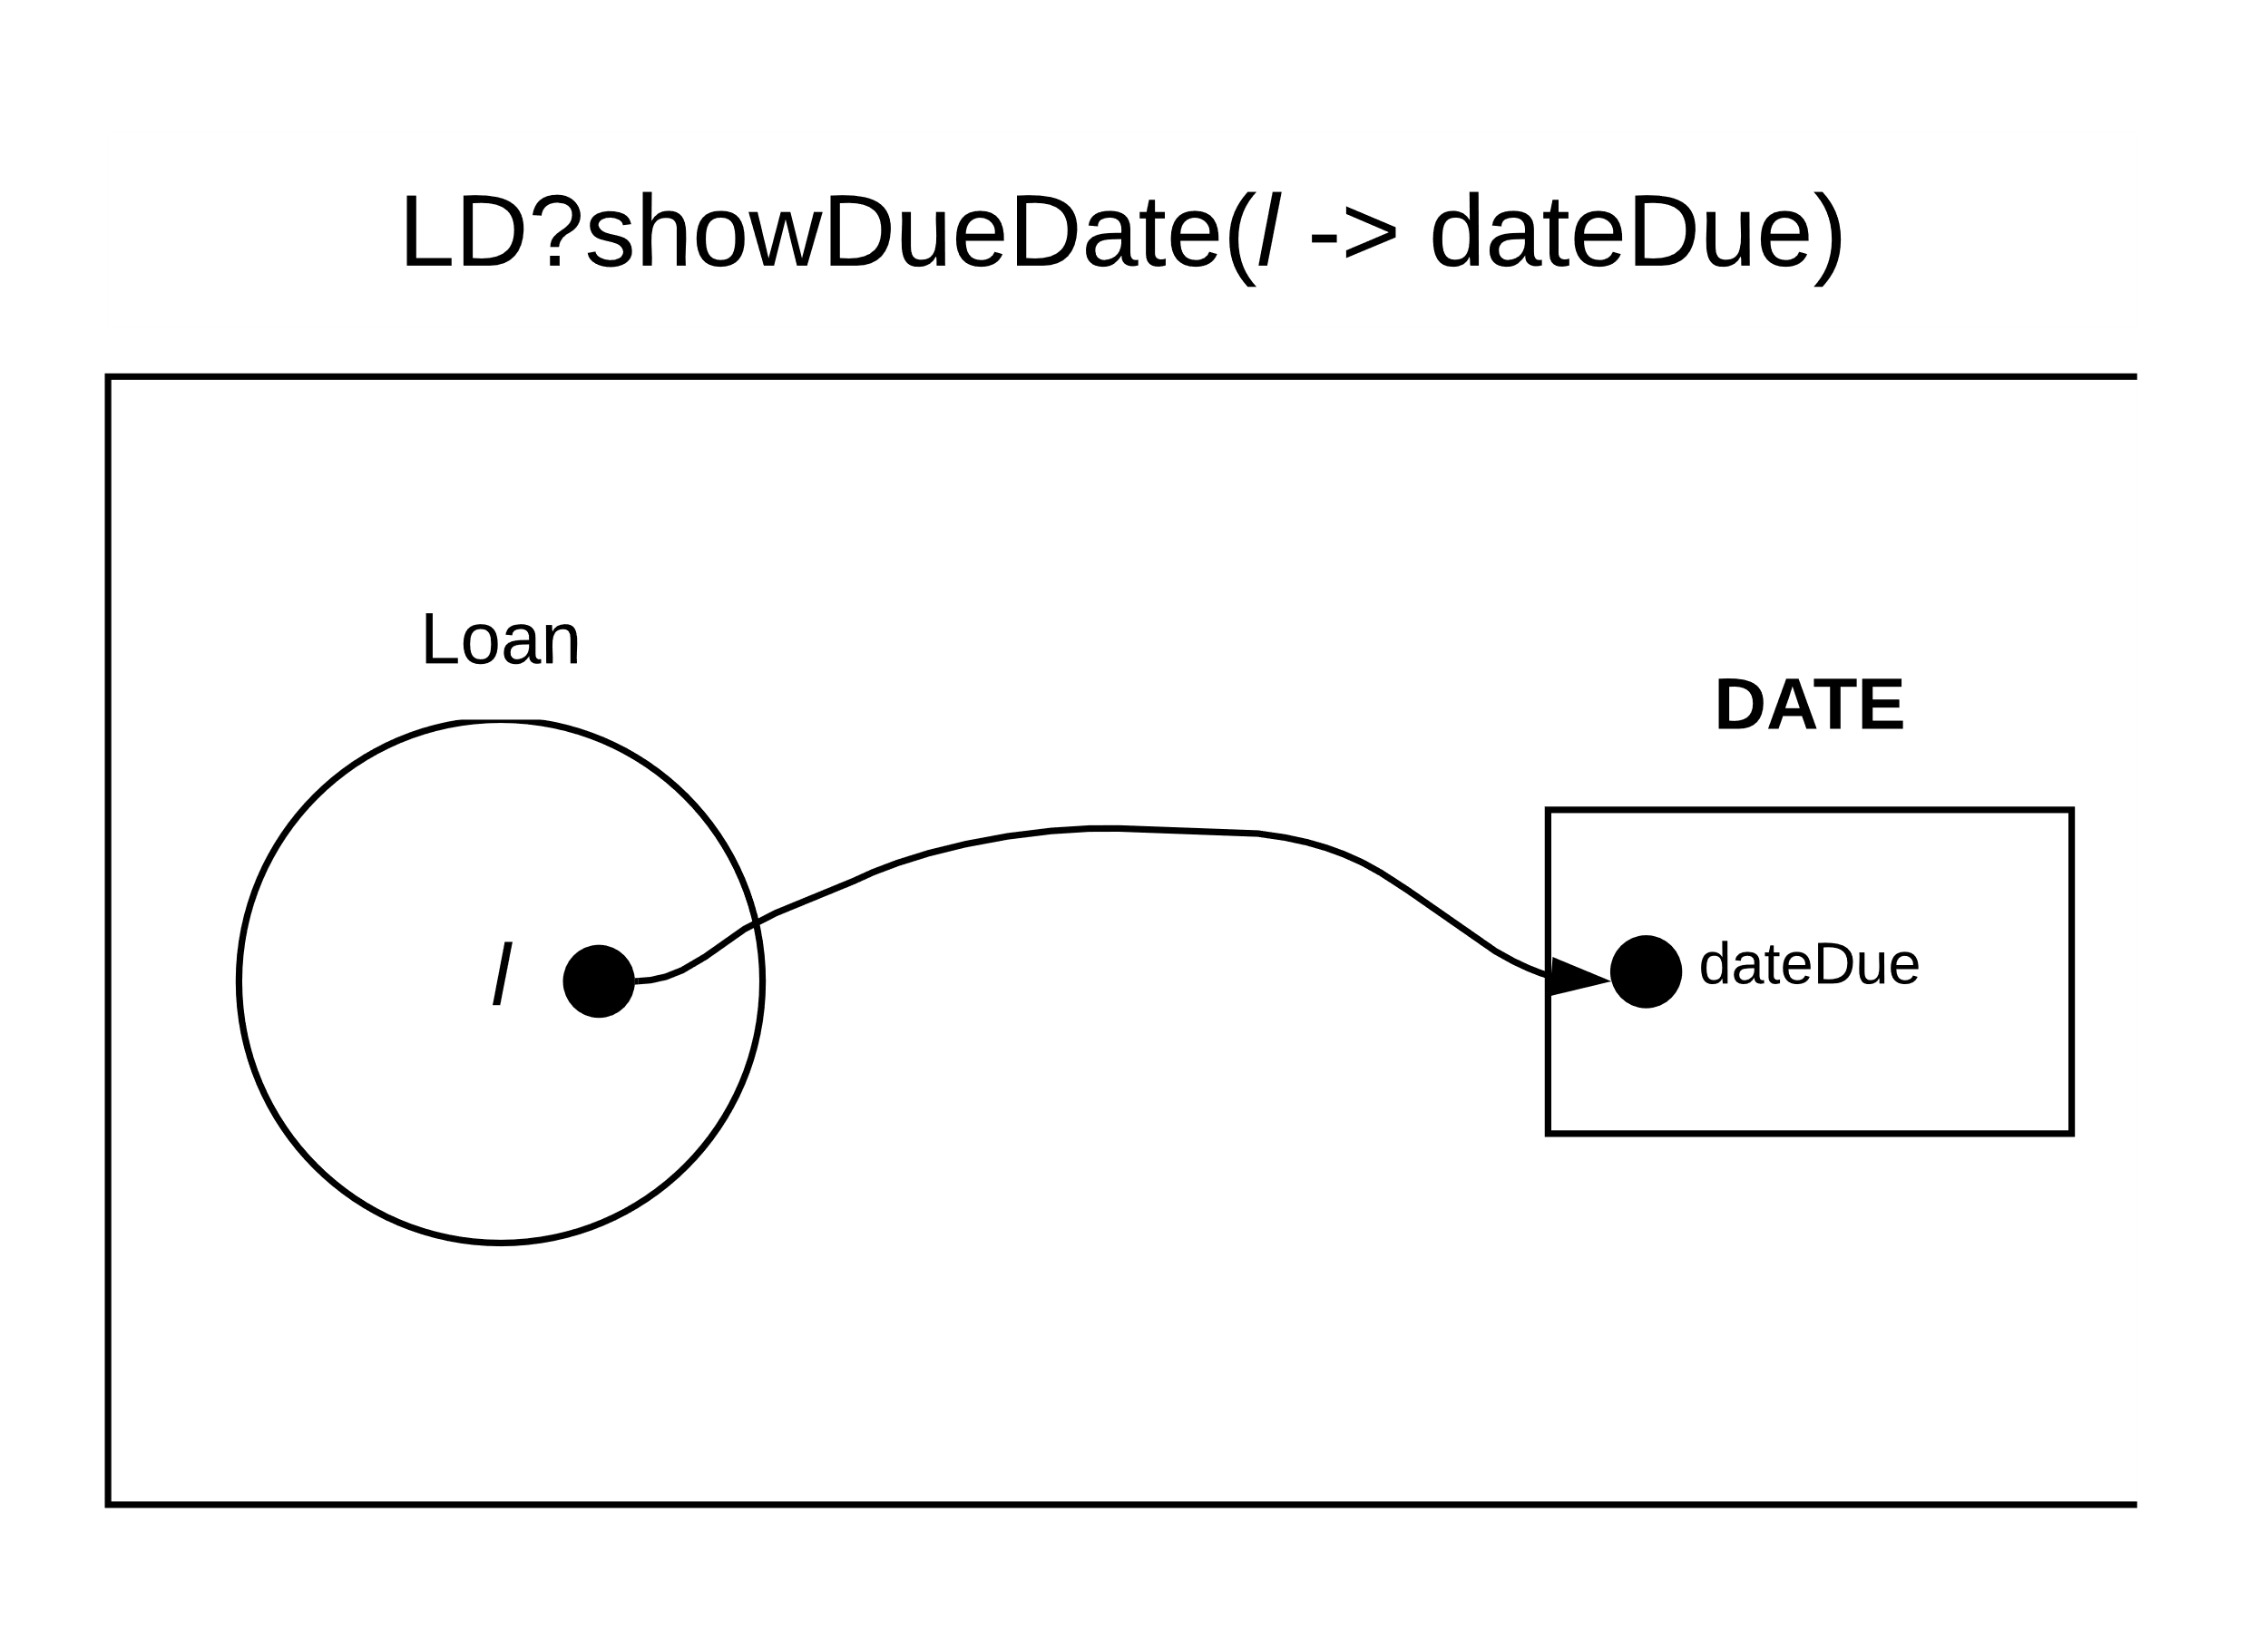 LD?showDueDate(l -> dateDue)
Loan
DATE
l
dateDue